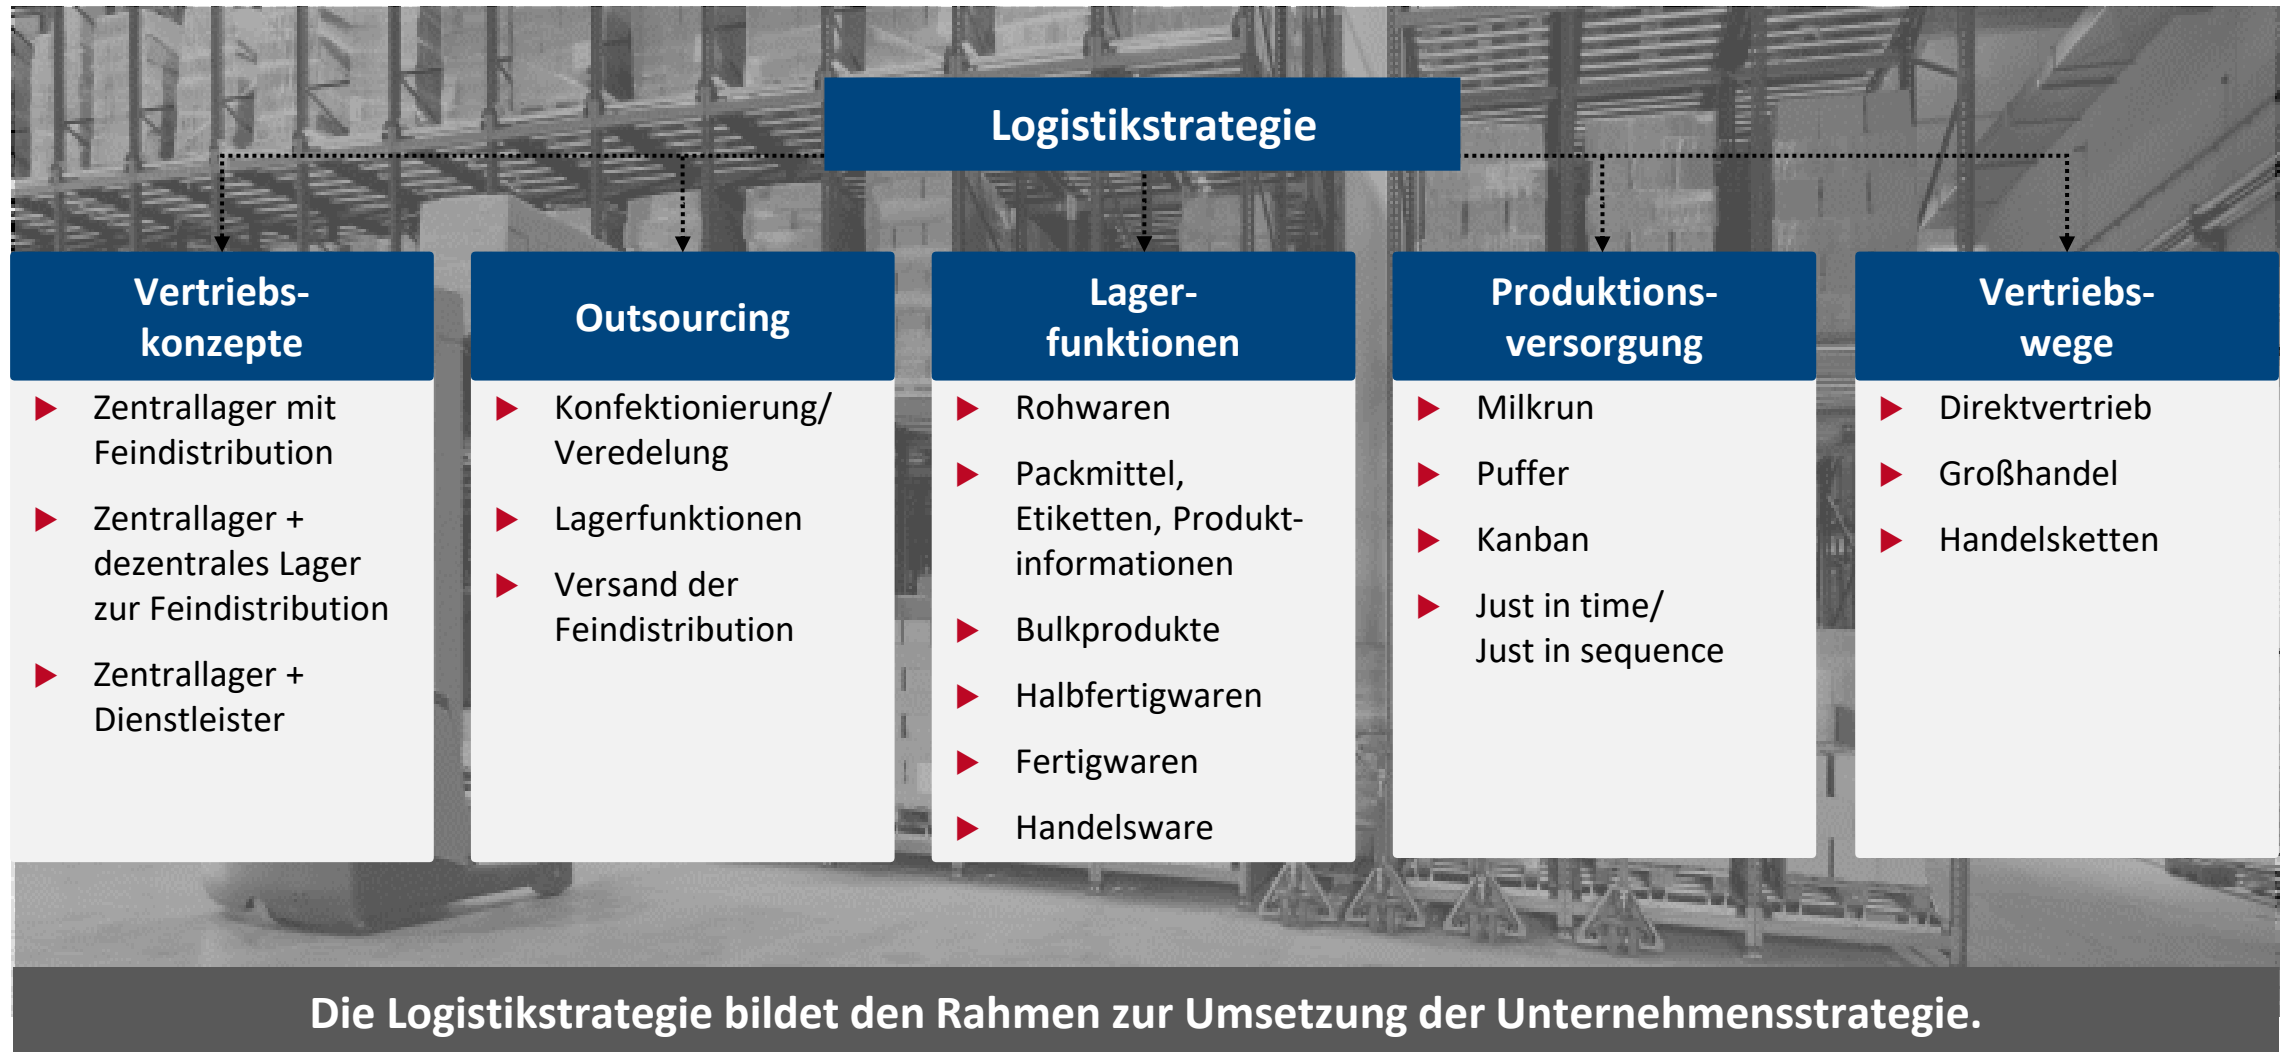 Logistikstrategie
Vertriebs-
konzepte
Zentrallager mit
Feindistribution
Zentrallager +
dezentrales Lager
zur Feindistribution
Zentrallager +
Dienstleister
Outsourcing
Konfektionierung/
Veredelung
Lagerfunktionen
Versand der
Feindistribution
Lager-
funktionen
Rohwaren
Packmittel,
Etiketten, Produkt-
informationen
Bulkprodukte
Halbfertigwaren
Fertigwaren
Handelsware
Produktions-
versorgung
Milkrun
Puffer
Kanban
Just in time/
Just in sequence
Vertriebs-
wege
Direktvertrieb
Großhandel
Handelsketten
Die Logistikstrategie bildet den Rahmen zur Umsetzung der Unternehmensstrategie.